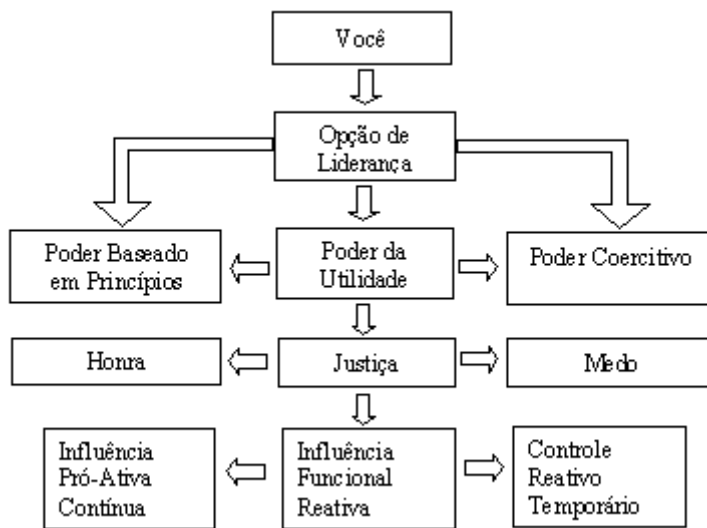 Você
Opção de
Liderança
Poder Baseado
em Princípios
Poder da
Utilidade
Poder Coercitivo
Honra
Justiça
Medo
Influência
Pró-Ativa
Contínua
Influência
Funcional
Reativa
Controle
Reativo
Temporário